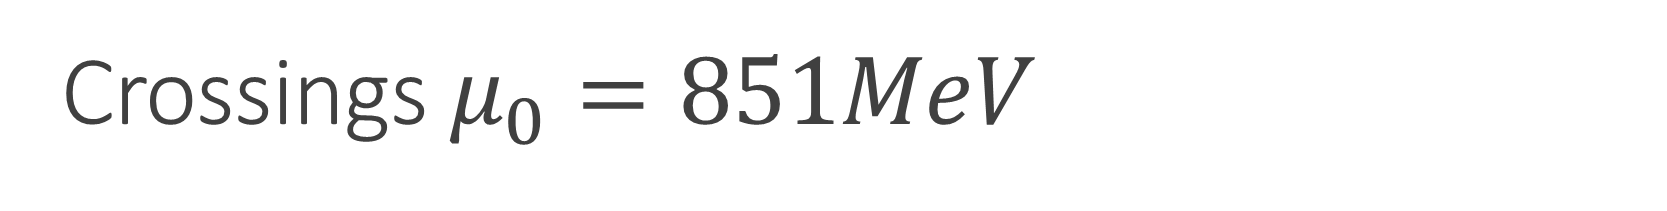 Crossings μ₀ = 851MeV